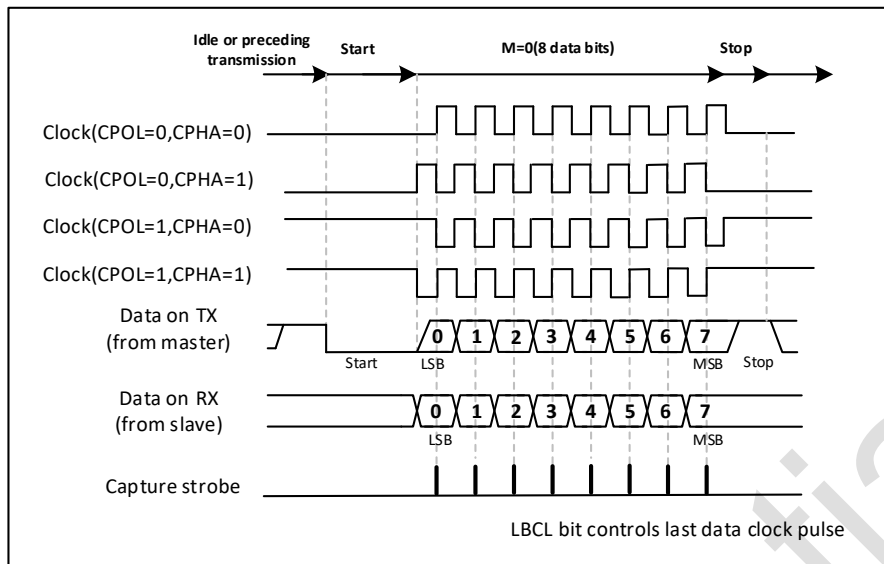 Idle or preceding
transmission
Start
M=0(8 data bits)
Stop
Clock(CPOL=0,CPHA=0)
Clock(CPOL=0,CPHA=1)
Clock(CPOL=1,CPHA=0)
Clock(CPOL=1,CPHA=1)
Data on TX
(from master)
0 1 2 3 4 5 6 7
Start
LSB
MSB
Stop
Data on RX
(from slave)
0 1 2 3 4 5 6 7
LSB
MSB
Capture strobe
LBCL bit controls last data clock pulse